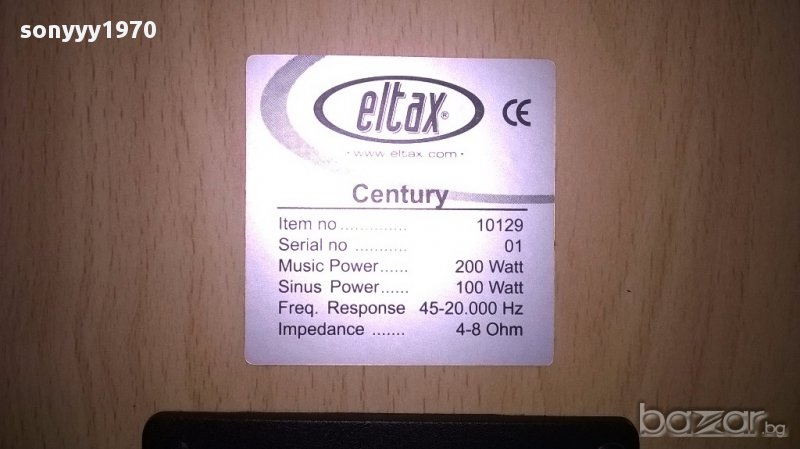 sonyyy1970
eltax®
· www eltax com ·
CE
Century
Item no .............. 10129
Serial no ........... 01
Music Power...... 200 Watt
Sinus Power...... 100 Watt
Freq. Response 45-20.000 Hz
Impedance ....... 4-8 Ohm
bazar.bg